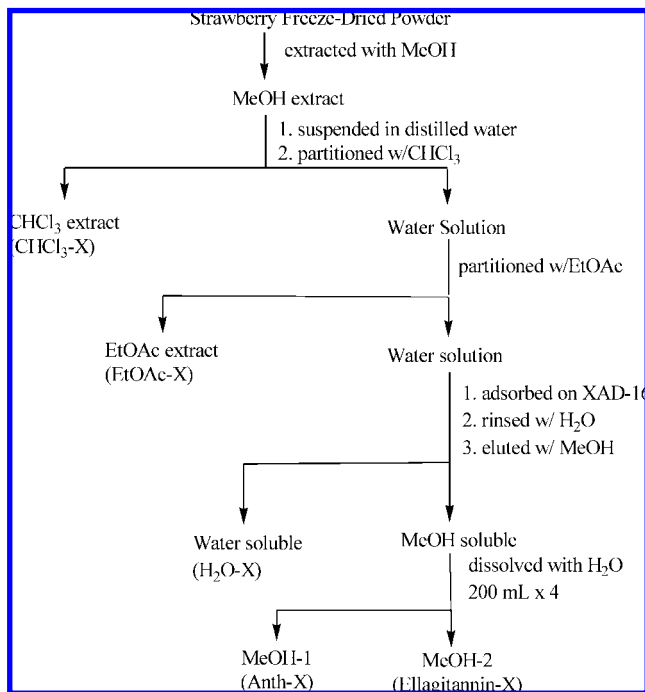 Strawberry Freeze-Dried Powder
extracted with MeOH
MeOH extract
1. suspended in distilled water
2. partitioned w/CHCl3
CHCl3 extract
(CHCl3-X)
Water Solution
partitioned w/EtOAc
EtOAc extract
(EtOAc-X)
Water solution
1. adsorbed on XAD-16
2. rinsed w/ H2O
3. eluted w/ MeOH
Water soluble
(H2O-X)
MeOH soluble
dissolved with H2O
200 mL x 4
MeOH-1
(Anth-X)
MeOH-2
(Ellagitannin-X)